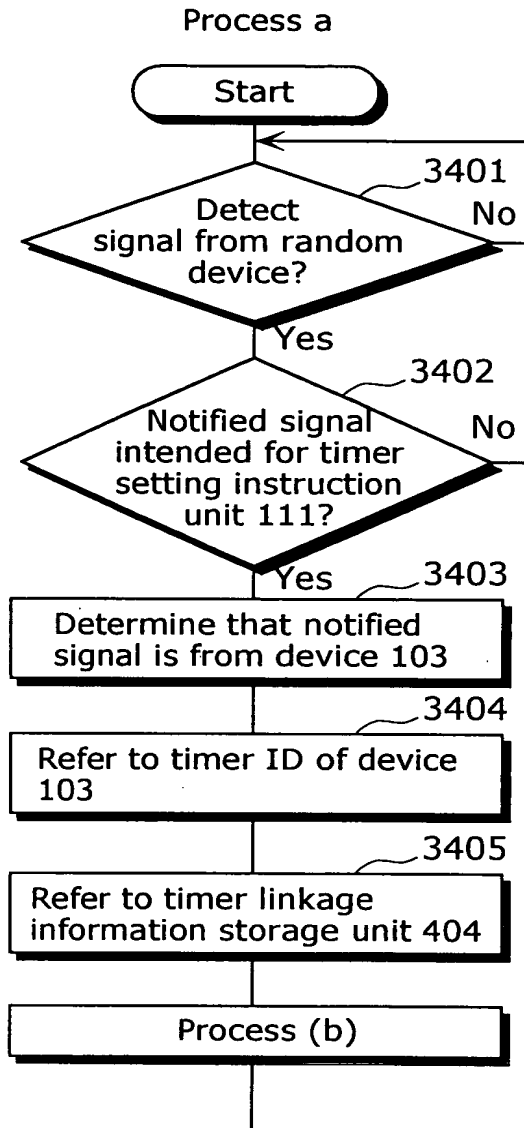 Process a
Start
3401
Detect
signal from random
device?
No
Yes
3402
Notified signal
intended for timer
setting instruction
unit 111?
No
Yes
3403
Determine that notified
signal is from device 103
3404
Refer to timer ID of device
103
3405
Refer to timer linkage
information storage unit 404
Process (b)